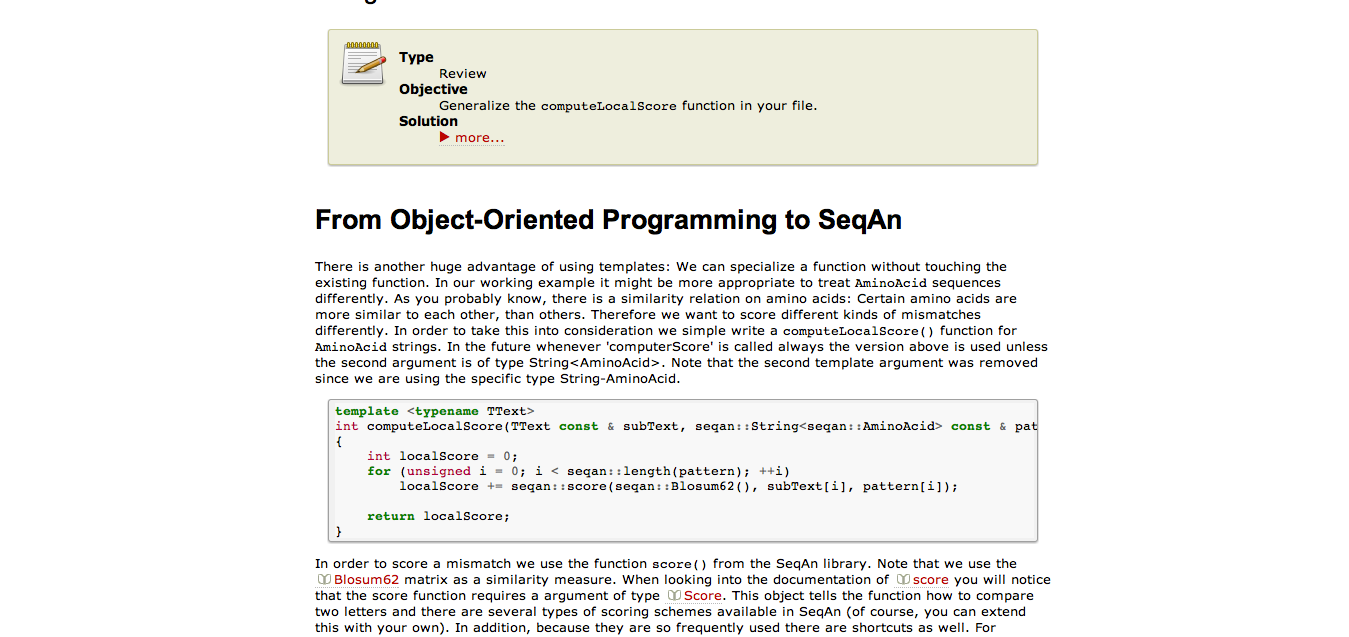 Type
Review
Objective
Generalize the computeLocalScore function in your file.
Solution
more...
From Object-Oriented Programming to SeqAn
There is another huge advantage of using templates: We can specialize a function without touching the
existing function. In our working example it might be more appropriate to treat AminoAcid sequences
differently. As you probably know, there is a similarity relation on amino acids: Certain amino acids are
more similar to each other, than others. Therefore we want to score different kinds of mismatches
differently. In order to take this into consideration we simple write a computeLocalScore() function for
AminoAcid strings. In the future whenever 'computerScore' is called always the version above is used unless
the second argument is of type String<AminoAcid>. Note that the second template argument was removed
since we are using the specific type String-AminoAcid.
template <typename TText>
int computeLocalScore(TText const & subText, seqan::String<seqan::AminoAcid> const & pat
{
int localScore = 0;
for (unsigned i = 0; i < seqan::length(pattern); ++i)
localScore += seqan::score(seqan::Blosum62(), subText[i], pattern[i]);
return localScore;
}
In order to score a mismatch we use the function score() from the SeqAn library. Note that we use the
Blosum62 matrix as a similarity measure. When looking into the documentation of score you will notice
that the score function requires a argument of type Score. This object tells the function how to compare
two letters and there are several types of scoring schemes available in SeqAn (of course, you can extend
this with your own). In addition, because they are so frequently used there are shortcuts as well. For